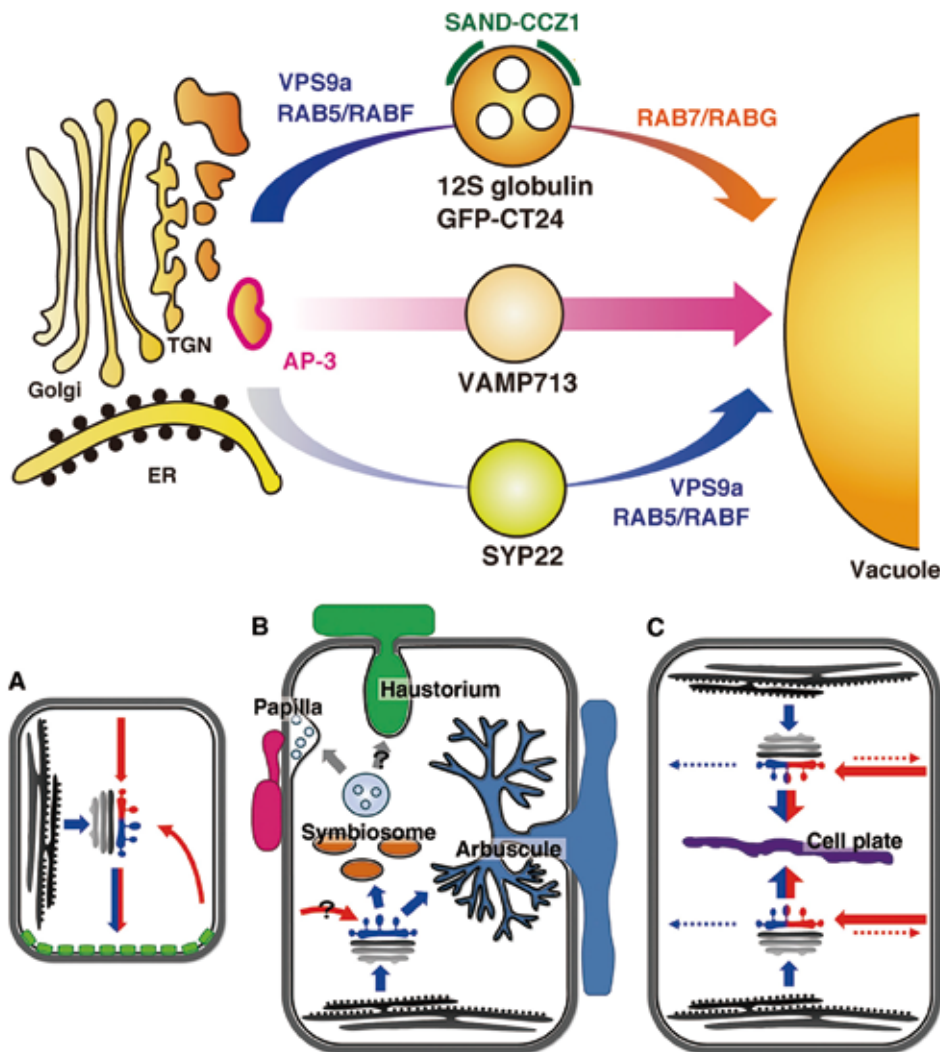 SAND-CCZ1
VPS9a
RAB5/RABF
RAB7/RABG
12S globulin
GFP-CT24
TGN
Golgi
AP-3
VAMP713
ER
VPS9a
RAB5/RABF
SYP22
Vacuole
A
B
Haustorium
Papilla
?
Symbiosome
Arbuscule
?
C
Cell plate